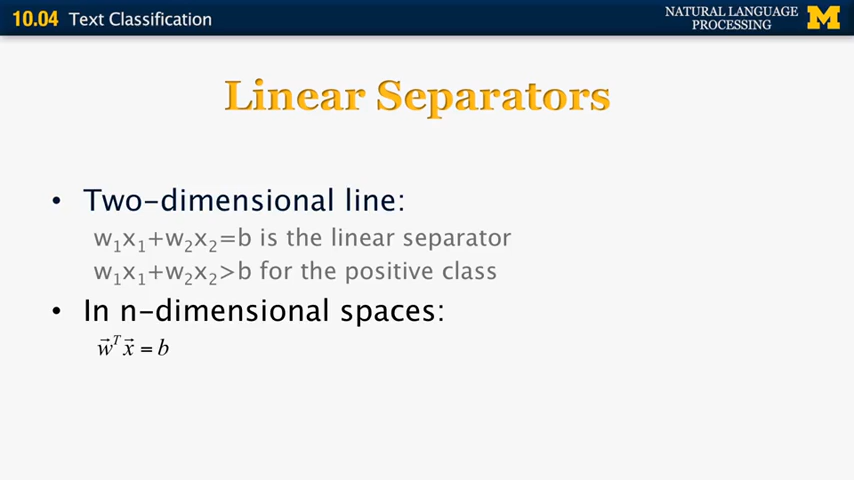 10.04 Text Classification
NATURAL LANGUAGE
PROCESSING
M
Linear Separators
• Two-dimensional line:
w₁x₁+w₂x₂=b is the linear separator
w₁x₁+w₂x₂>b for the positive class
• In n-dimensional spaces:
w⃗ᵀx⃗ = b